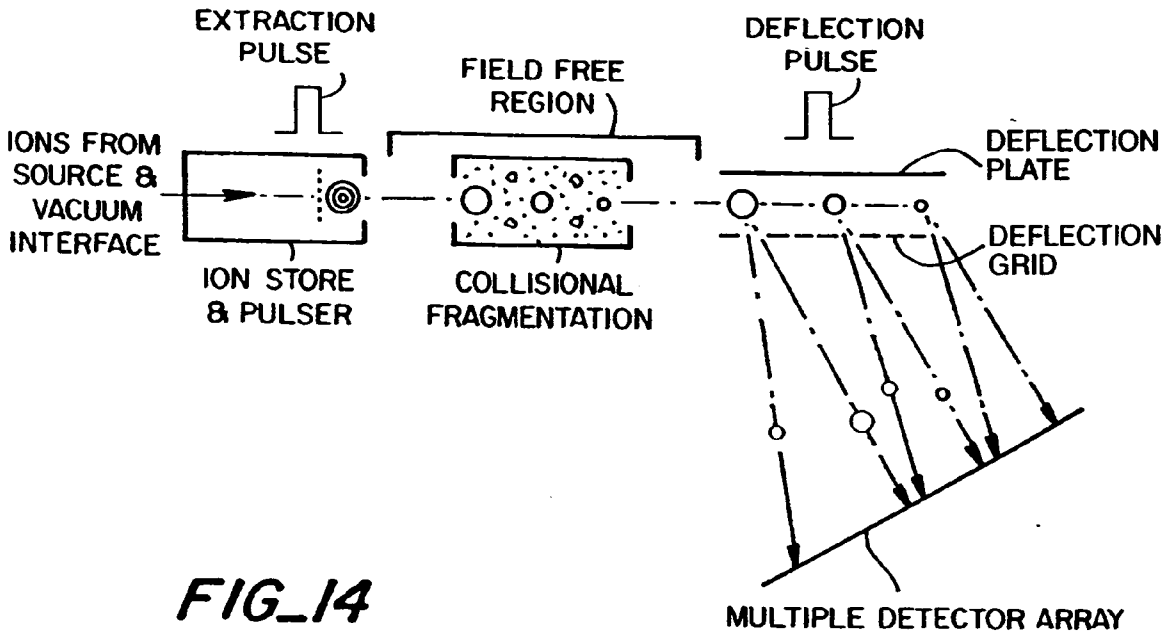 EXTRACTION
PULSE
DEFLECTION
PULSE
FIELD FREE
REGION
IONS FROM
SOURCE &
VACUUM
INTERFACE
DEFLECTION
PLATE
DEFLECTION
GRID
ION STORE
& PULSER
COLLISIONAL
FRAGMENTATION
FIG_14
MULTIPLE DETECTOR ARRAY